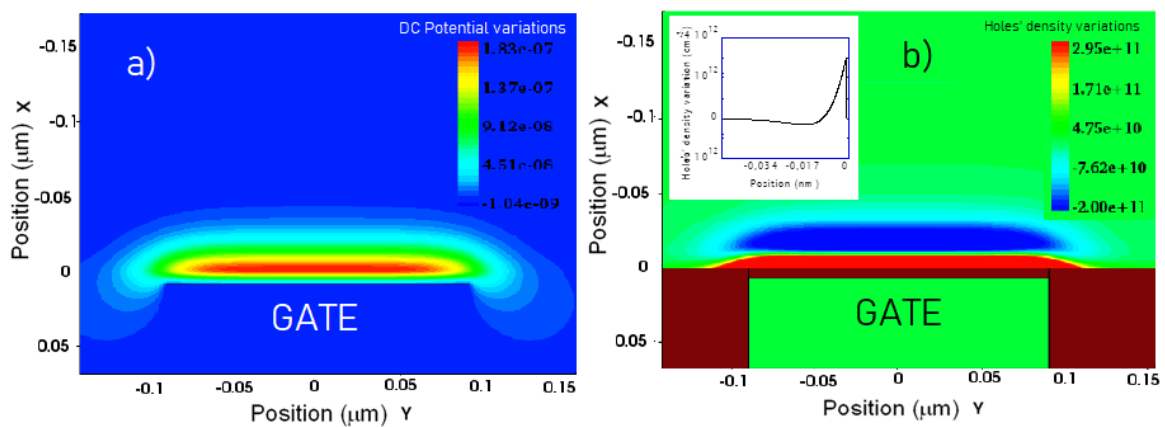 DC Potential variations
a)
1.83e-07
1.37e-07
9.12e-08
4.51e-08
-1.04e-09
-0.15
-0.1
-0.05
0
0.05
Position (μm) X
GATE
-0.1
-0.05
0
0.05
0.1
0.15
Position (μm) Y
Holes' density variations
b)
2.95e+11
1.71e+11
4.75e+10
-7.62e+10
-2.00e+11
Holes' density variation (cm
10¹²
10¹²
0
10¹²
-0,034
-0,017
0
Position (nm)
-0.15
-0.1
-0.05
0
0.05
Position (μm) X
GATE
-0.1
-0.05
0
0.05
0.1
0.15
Position (μm) Y